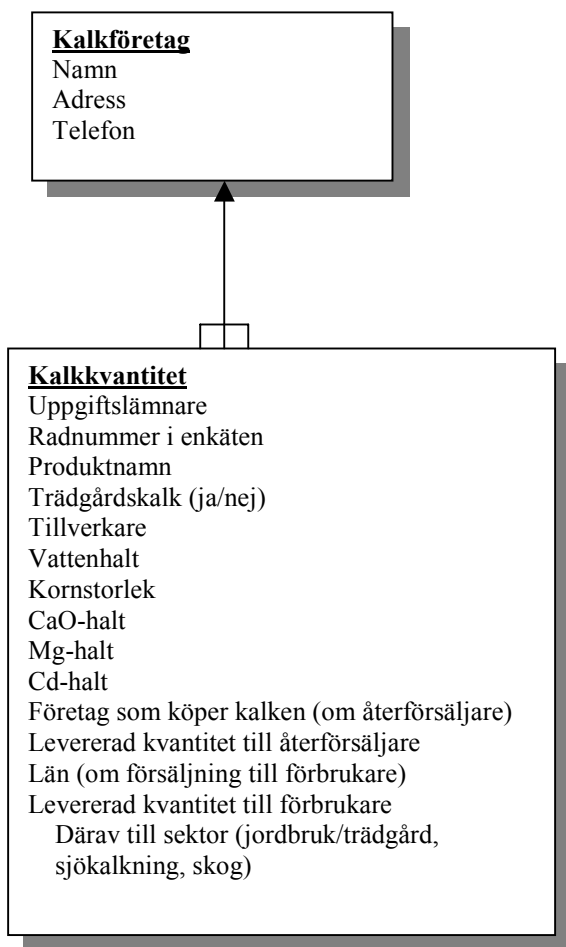 Kalkföretag
Namn
Adress
Telefon
Kalkkvantitet
Uppgiftslämnare
Radnummer i enkäten
Produktnamn
Trädgårdskalk (ja/nej)
Tillverkare
Vattenhalt
Kornstorlek
CaO-halt
Mg-halt
Cd-halt
Företag som köper kalken (om återförsäljare)
Levererad kvantitet till återförsäljare
Län (om försäljning till förbrukare)
Levererad kvantitet till förbrukare
Därav till sektor (jordbruk/trädgård,
sjökalkning, skog)